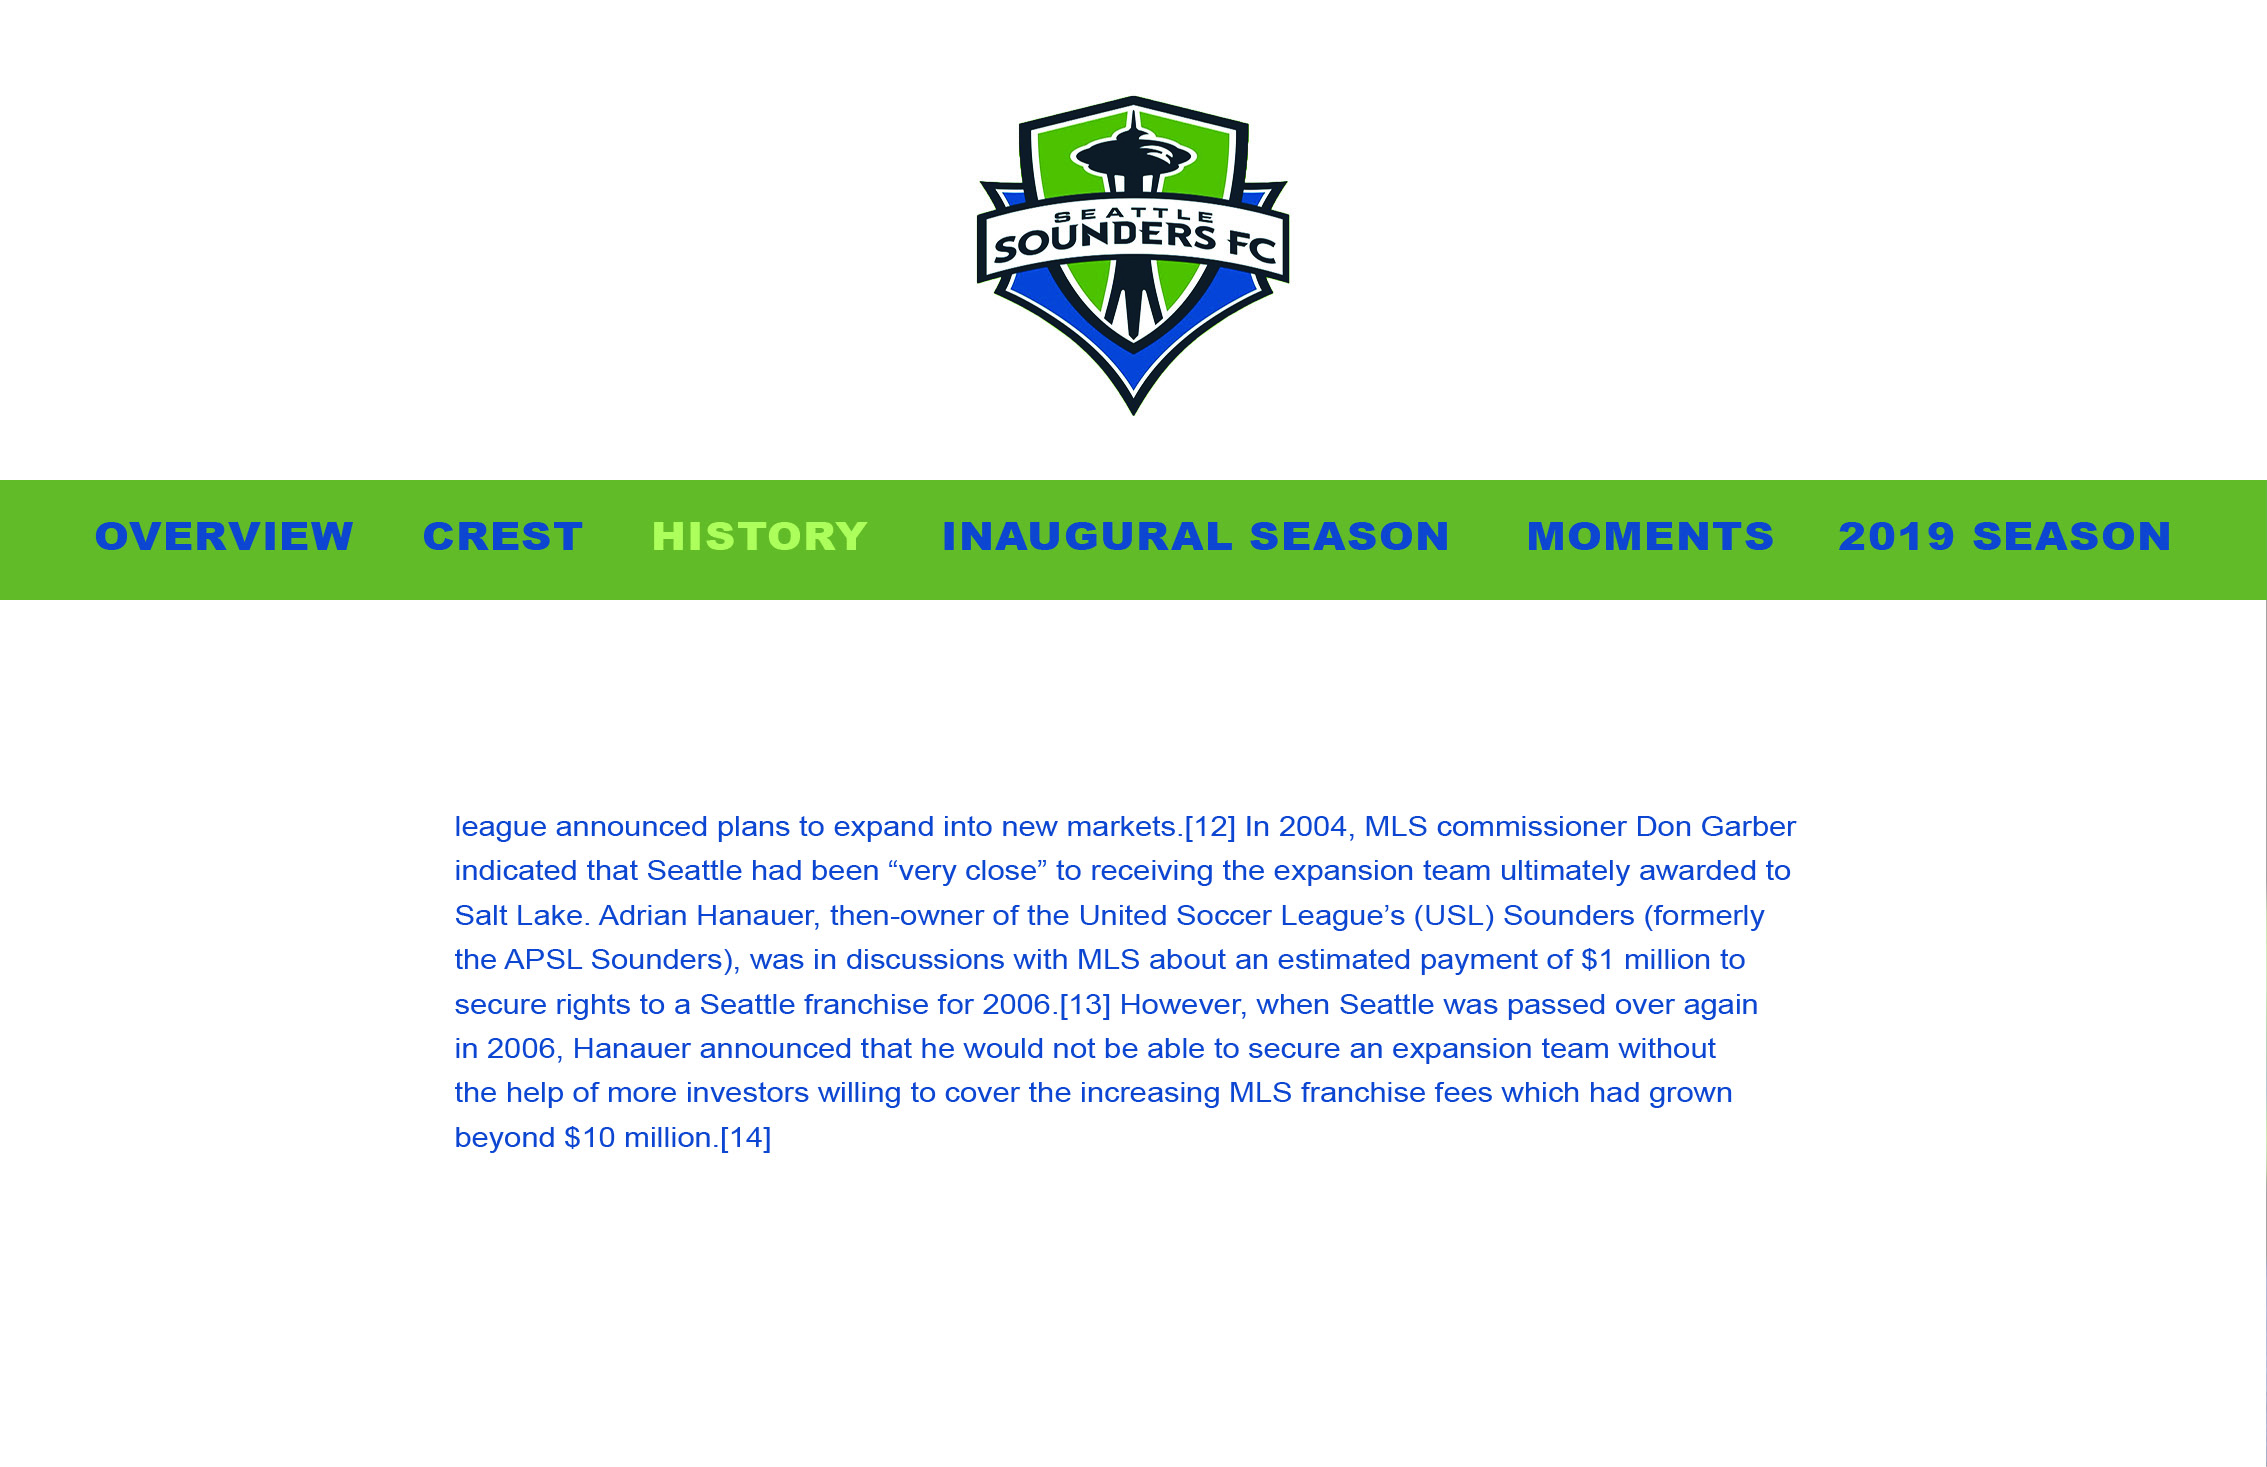 SEATTLE
SOUNDERS FC
OVERVIEW CREST HISTORY INAUGURAL SEASON MOMENTS 2019 SEASON
league announced plans to expand into new markets.[12] In 2004, MLS commissioner Don Garber
indicated that Seattle had been “very close” to receiving the expansion team ultimately awarded to
Salt Lake. Adrian Hanauer, then-owner of the United Soccer League’s (USL) Sounders (formerly
the APSL Sounders), was in discussions with MLS about an estimated payment of $1 million to
secure rights to a Seattle franchise for 2006.[13] However, when Seattle was passed over again
in 2006, Hanauer announced that he would not be able to secure an expansion team without
the help of more investors willing to cover the increasing MLS franchise fees which had grown
beyond $10 million.[14]